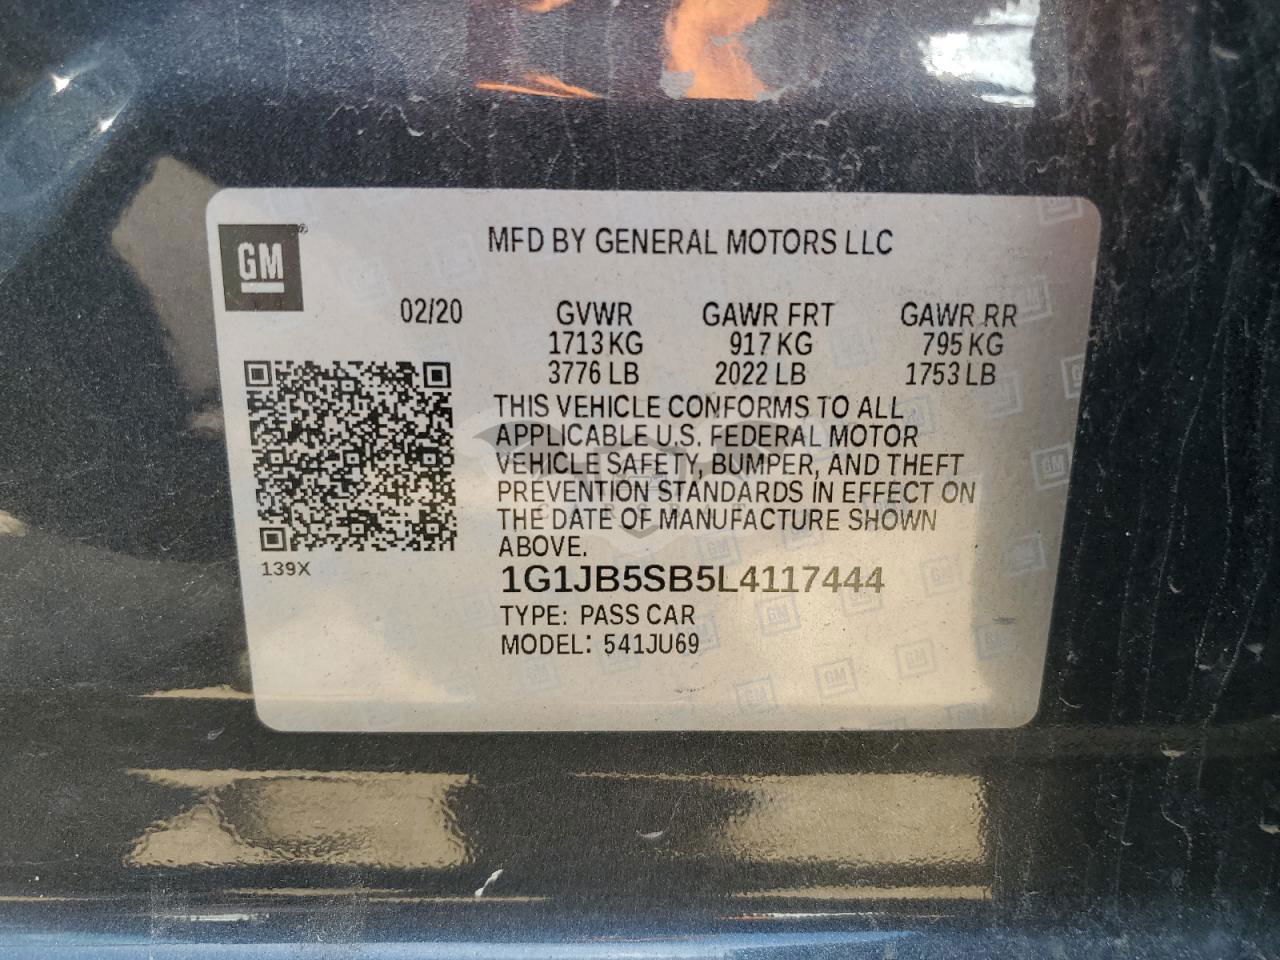 GM
MFD BY GENERAL MOTORS LLC
02/20 GVWR GAWR FRT GAWR RR
1713 KG 917 KG 795 KG
3776 LB 2022 LB 1753 LB
THIS VEHICLE CONFORMS TO ALL
APPLICABLE U.S. FEDERAL MOTOR
VEHICLE SAFETY, BUMPER, AND THEFT
PREVENTION STANDARDS IN EFFECT ON
THE DATE OF MANUFACTURE SHOWN
ABOVE.
139X
1G1JB5SB5L4117444
TYPE: PASS CAR
MODEL: 541JU69